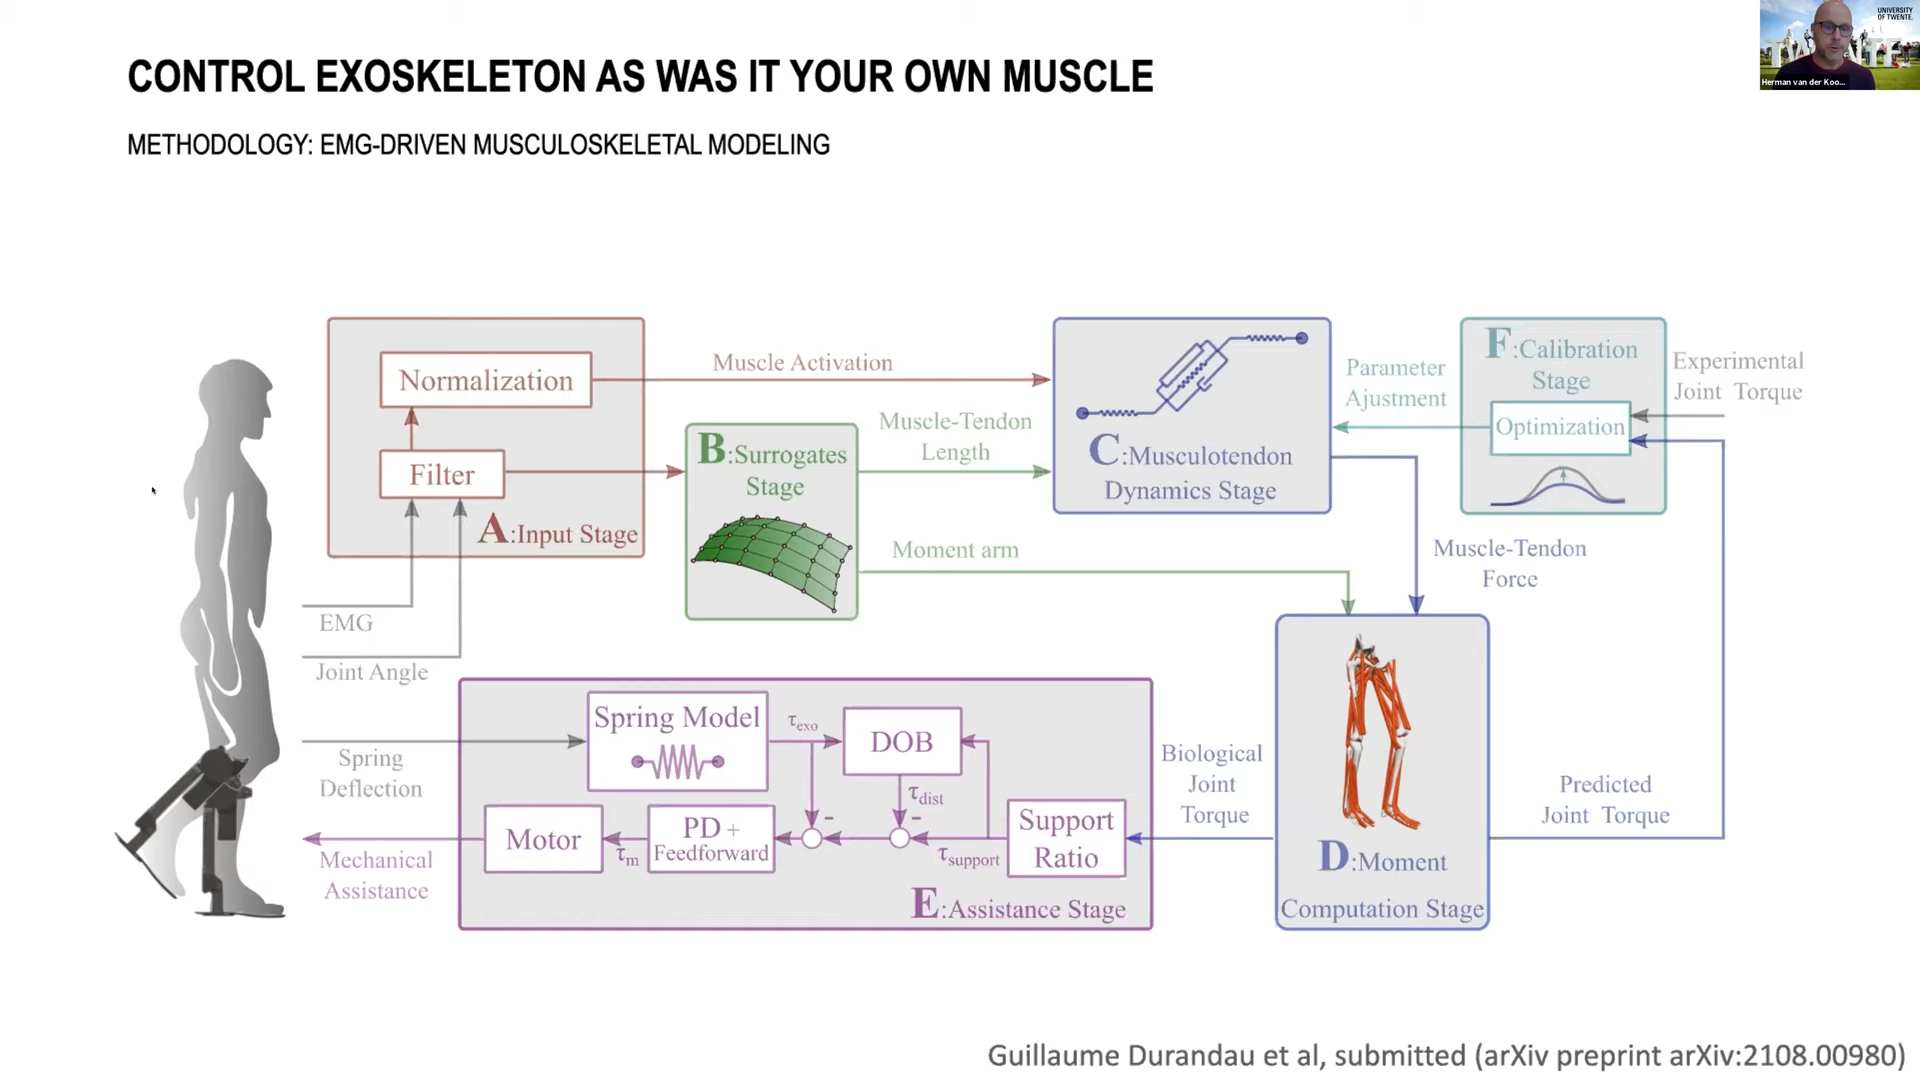 CONTROL EXOSKELETON AS WAS IT YOUR OWN MUSCLE
METHODOLOGY: EMG-DRIVEN MUSCULOSKELETAL MODELING
UNIVERSITY
OF TWENTE.
Herman van der Koo...
Normalization
Filter
A:Input Stage
EMG
Joint Angle
Muscle Activation
B:Surrogates
Stage
Muscle-Tendon
Length
Moment arm
C:Musculotendon
Dynamics Stage
Parameter
Ajustment
F:Calibration
Stage
Optimization
Experimental
Joint Torque
Muscle-Tendon
Force
D:Moment
Computation Stage
Predicted
Joint Torque
Biological
Joint
Torque
Spring
Deflection
Spring Model
τexo
DOB
τdist
-
-
Support
Ratio
τsupport
PD +
Feedforward
τm
Motor
E:Assistance Stage
Mechanical
Assistance
Guillaume Durandau et al, submitted (arXiv preprint arXiv:2108.00980)